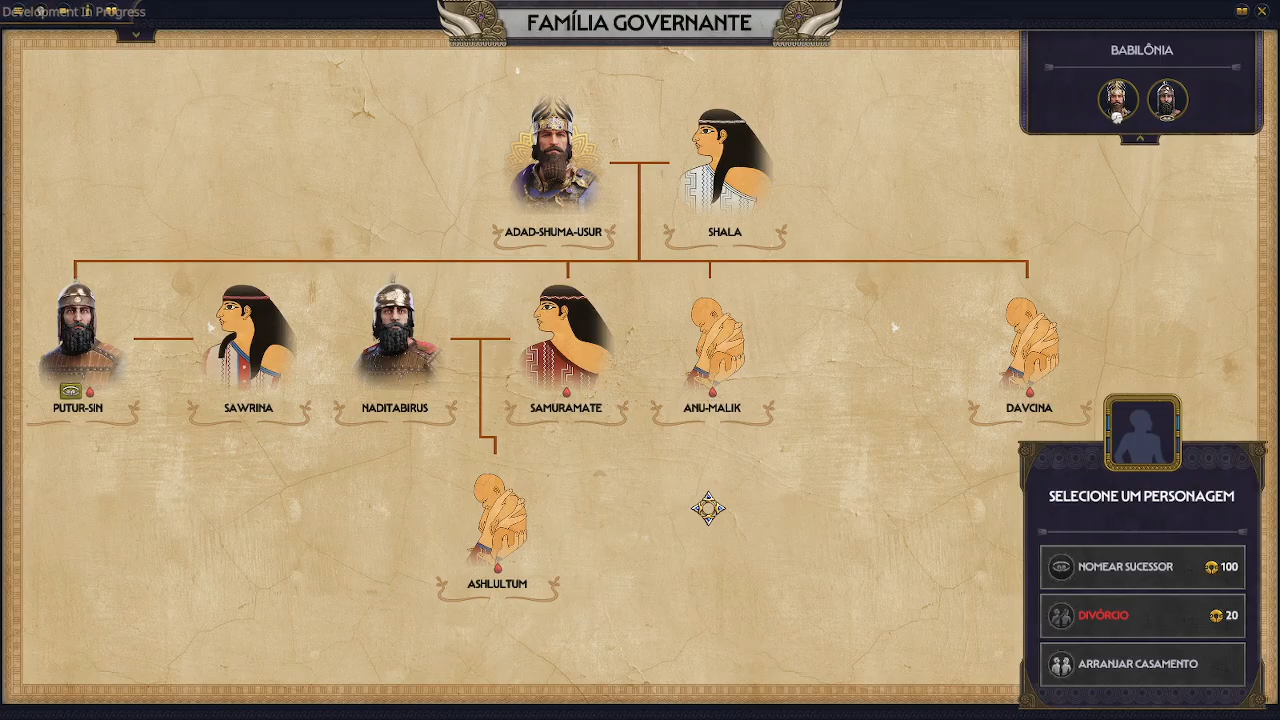 Development In Progress
FAMÍLIA GOVERNANTE
BABILÔNIA
ADAD-SHUMA-USUR
SHALA
PUTUR-SIN
SAWRINA
NADITABIRUS
SAMURAMATE
ANU-MALIK
DAVCINA
ASHLULTUM
SELECIONE UM PERSONAGEM
NOMEAR SUCESSOR 100
DIVÓRCIO 20
ARRANJAR CASAMENTO